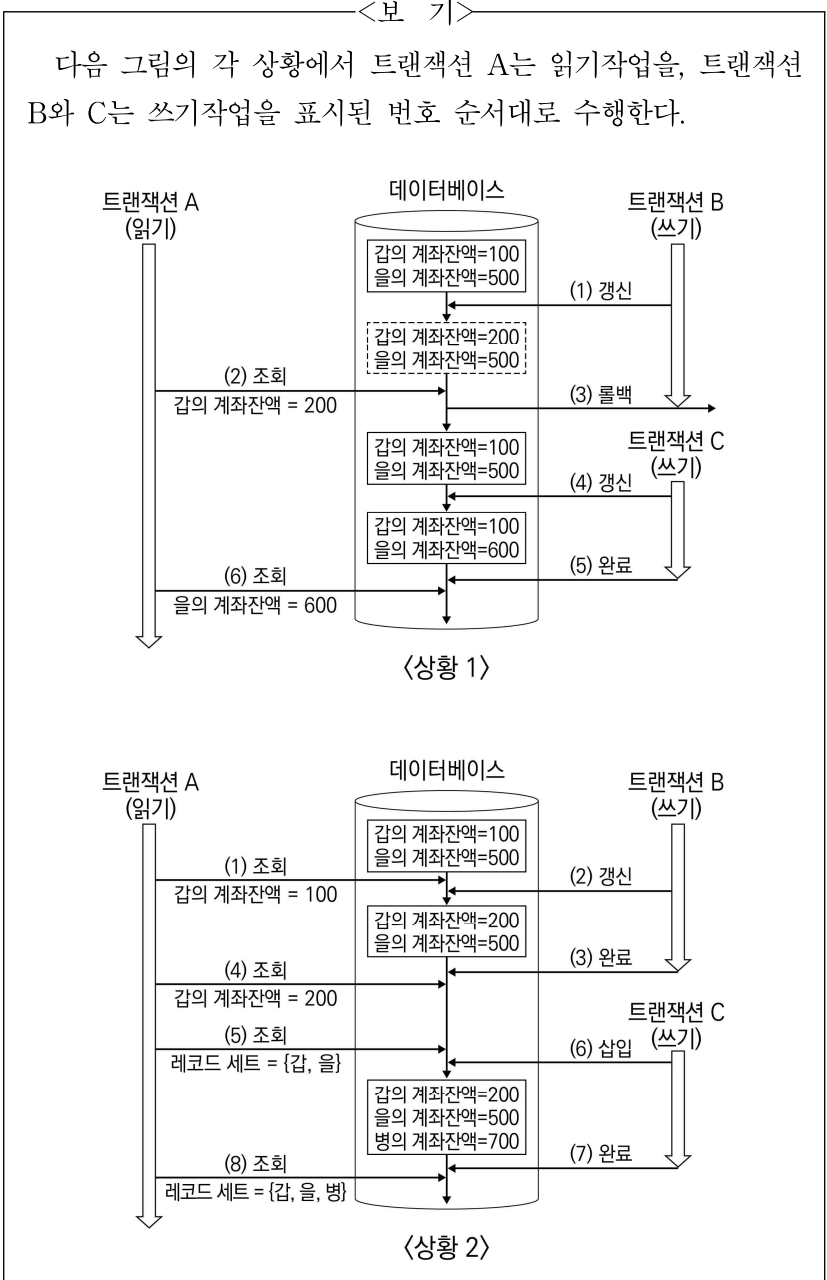 <보 기>
다음 그림의 각 상황에서 트랜잭션 A는 읽기작업을, 트랜잭션
B와 C는 쓰기작업을 표시된 번호 순서대로 수행한다.
트랜잭션 A
(읽기)
데이터베이스
트랜잭션 B
(쓰기)
갑의 계좌잔액=100
을의 계좌잔액=500
(1) 갱신
갑의 계좌잔액=200
을의 계좌잔액=500
(2) 조회
갑의 계좌잔액 = 200
(3) 롤백
갑의 계좌잔액=100
을의 계좌잔액=500
트랜잭션 C
(쓰기)
(4) 갱신
갑의 계좌잔액=100
을의 계좌잔액=600
(5) 완료
(6) 조회
을의 계좌잔액 = 600
〈상황 1〉
트랜잭션 A
(읽기)
데이터베이스
트랜잭션 B
(쓰기)
갑의 계좌잔액=100
을의 계좌잔액=500
(1) 조회
갑의 계좌잔액 = 100
(2) 갱신
갑의 계좌잔액=200
을의 계좌잔액=500
(3) 완료
(4) 조회
갑의 계좌잔액 = 200
트랜잭션 C
(쓰기)
(5) 조회
레코드 세트 = {갑, 을}
(6) 삽입
갑의 계좌잔액=200
을의 계좌잔액=500
병의 계좌잔액=700
(7) 완료
(8) 조회
레코드 세트 = {갑, 을, 병}
〈상황 2〉